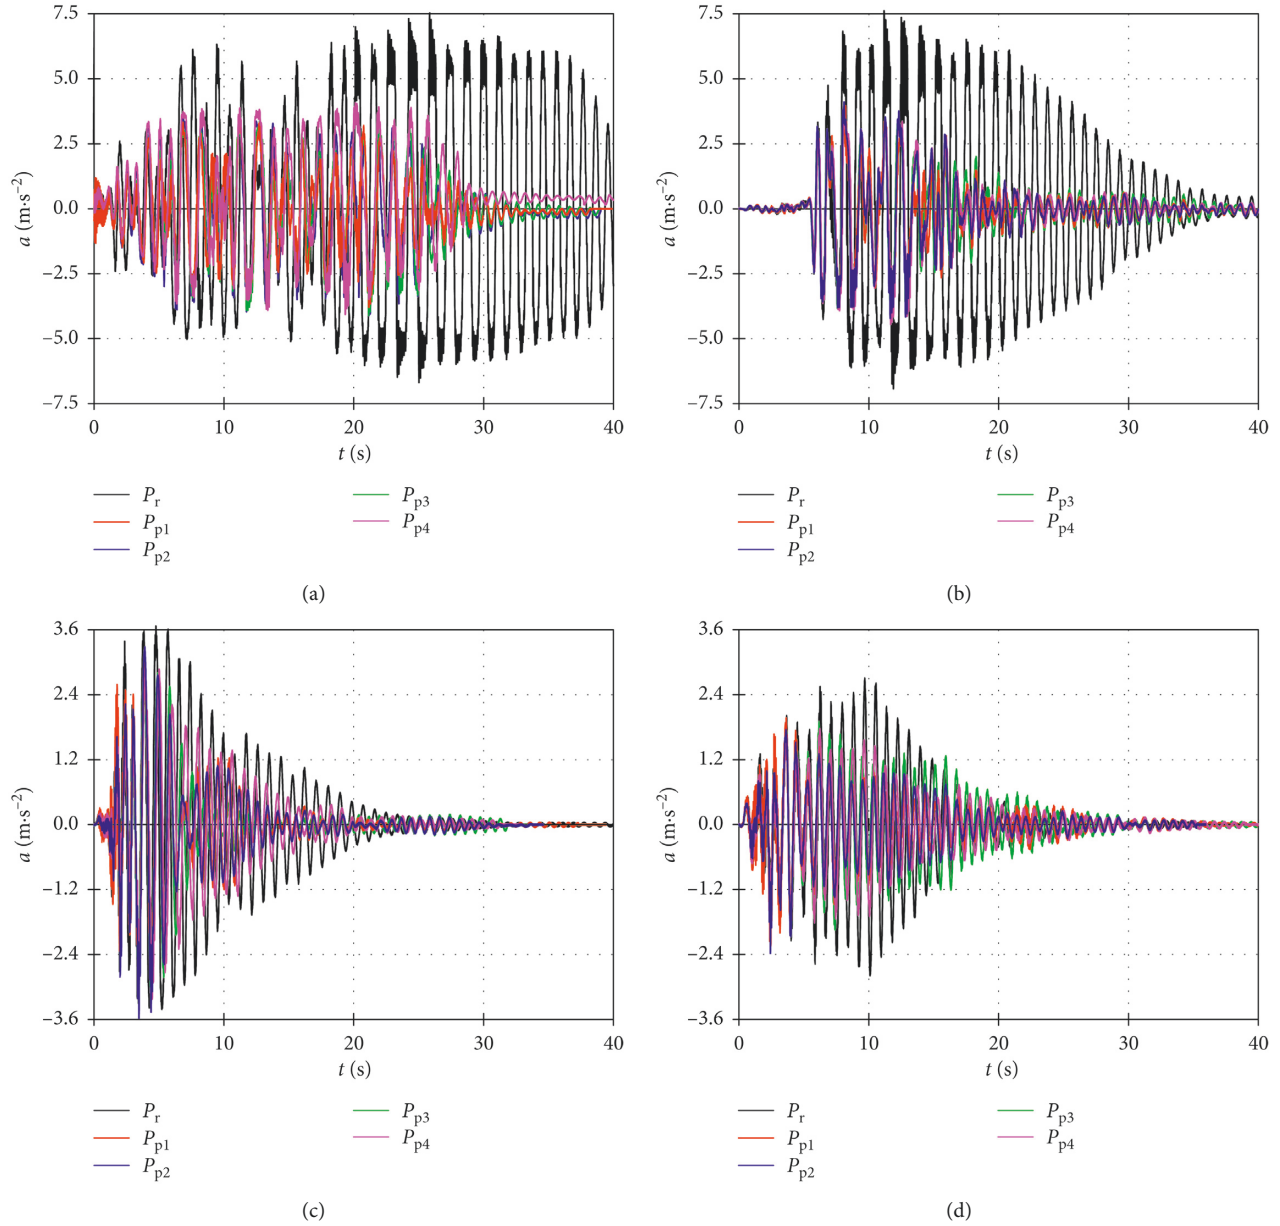 7.5
5.0
2.5
0.0
−2.5
−5.0
−7.5
a (m·s−2)
0 10 20 30 40
t (s)
Pr
Pp1
Pp2
Pp3
Pp4
(a)
7.5
5.0
2.5
0.0
−2.5
−5.0
−7.5
a (m·s−2)
0 10 20 30 40
t (s)
Pr
Pp1
Pp2
Pp3
Pp4
(b)
3.6
2.4
1.2
0.0
−1.2
−2.4
−3.6
a (m·s−2)
0 10 20 30 40
t (s)
Pr
Pp1
Pp2
Pp3
Pp4
(c)
3.6
2.4
1.2
0.0
−1.2
−2.4
−3.6
a (m·s−2)
0 10 20 30 40
t (s)
Pr
Pp1
Pp2
Pp3
Pp4
(d)